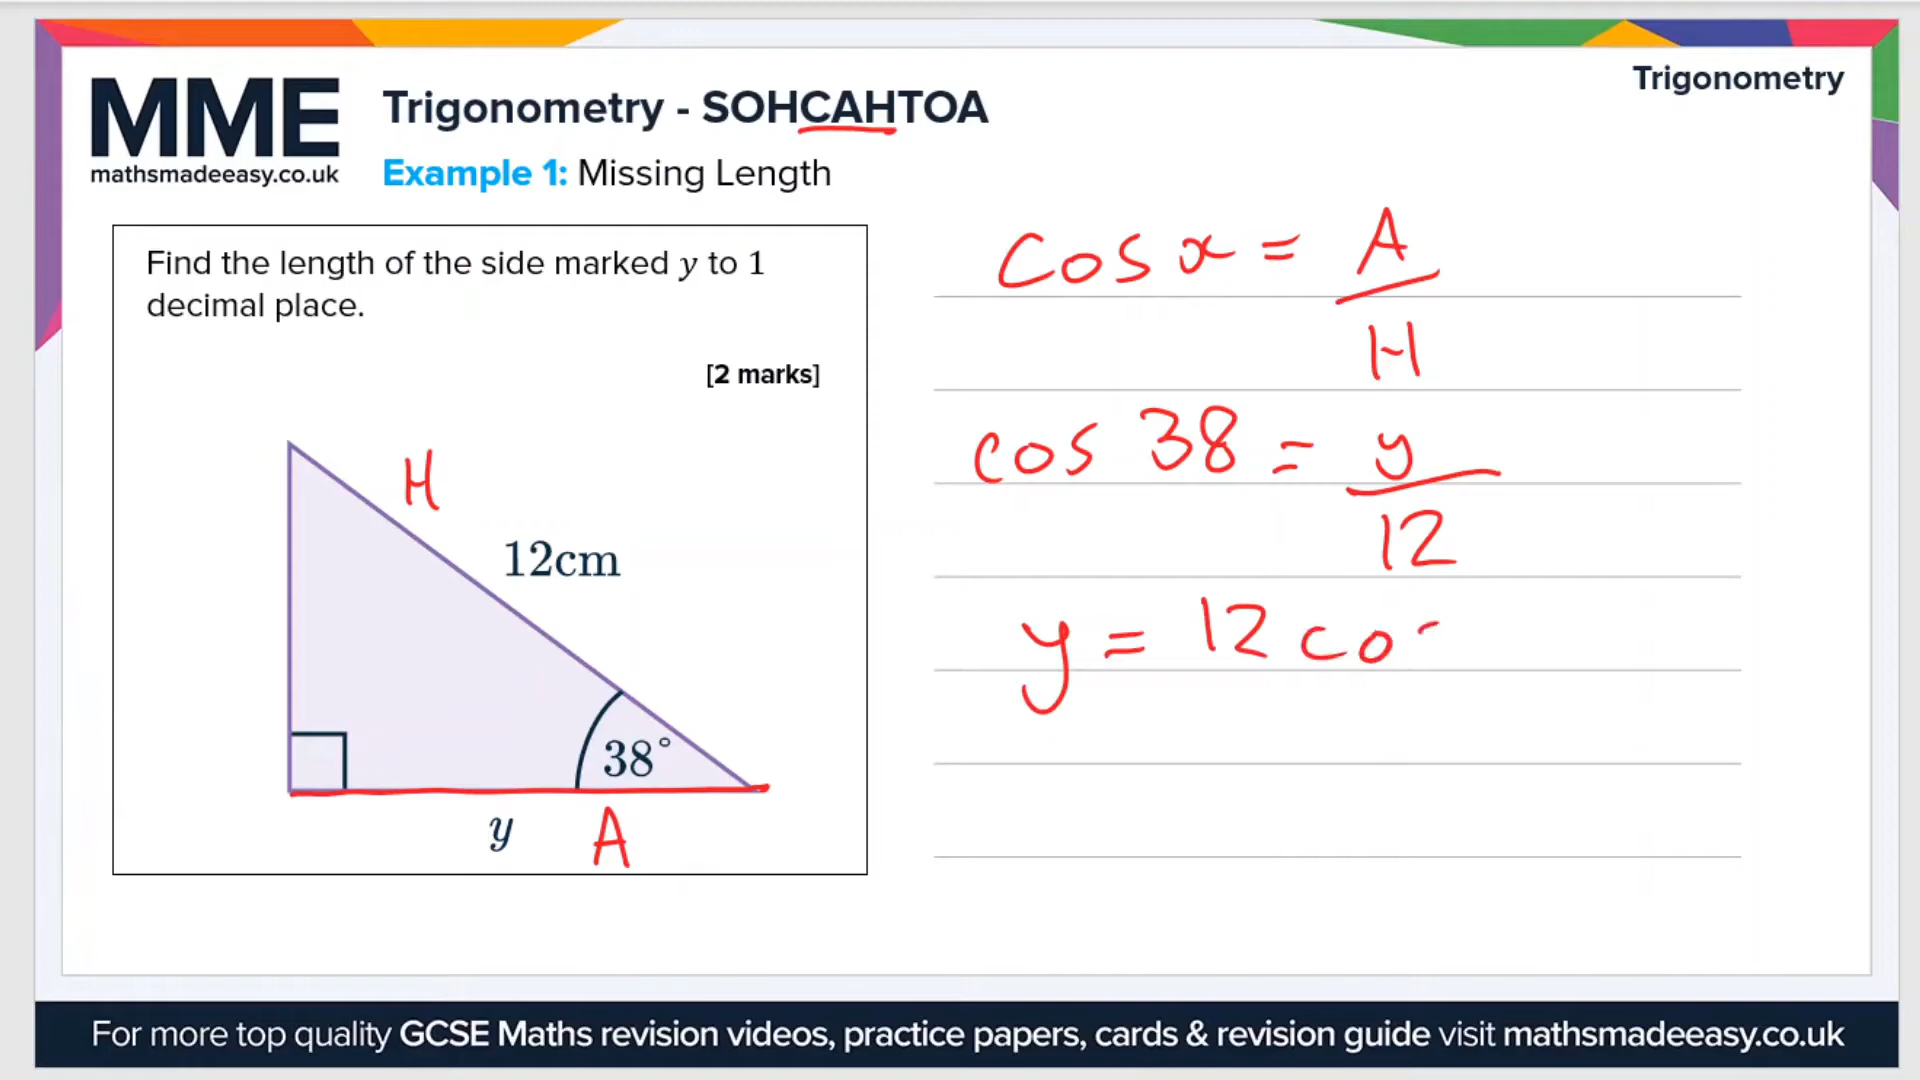 MME
mathsmadeeasy.co.uk
Trigonometry - SOHCAHTOA
Trigonometry
Example 1: Missing Length
Find the length of the side marked y to 1
decimal place.
[2 marks]
H
12cm
38°
y
A
cos x = A
H
cos 38 = y
12
y = 12 co
For more top quality GCSE Maths revision videos, practice papers, cards & revision guide visit mathsmadeeasy.co.uk